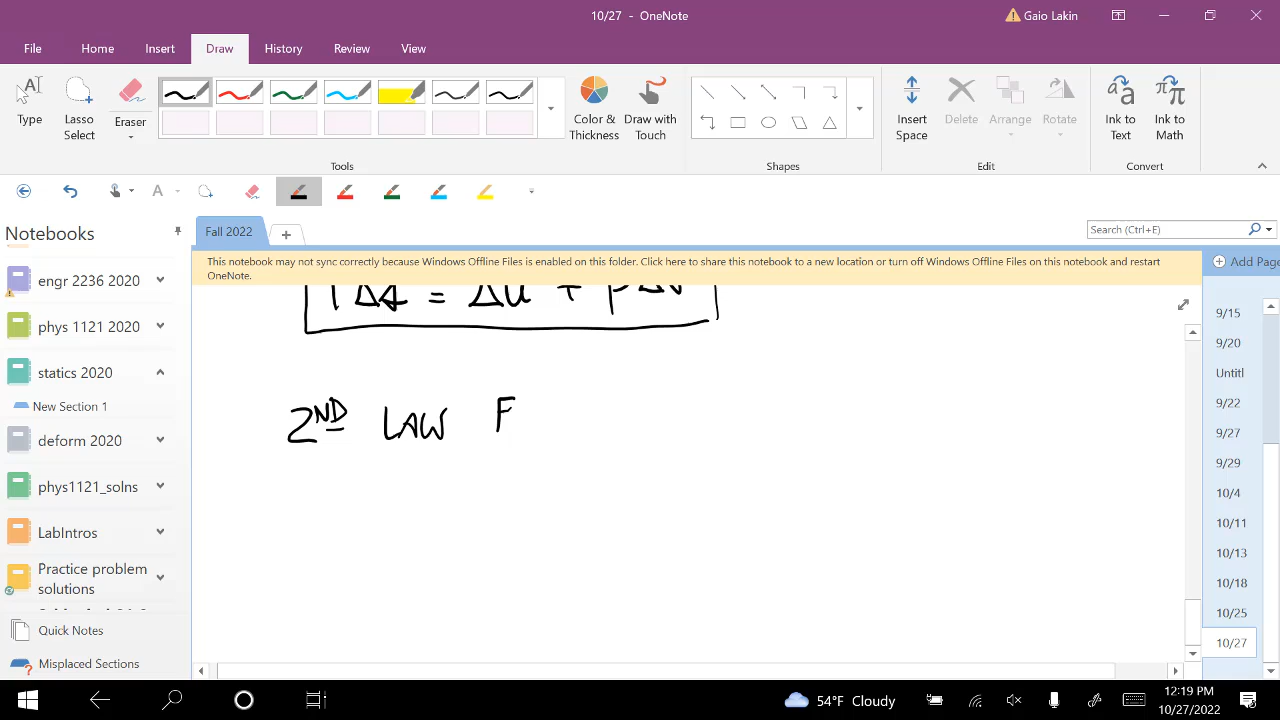 10/27 - OneNote
Gaio Lakin
File Home Insert Draw History Review View
Type
Lasso Select
Eraser
Color & Thickness
Draw with Touch
Insert Space
Delete
Arrange
Rotate
Ink to Text
Ink to Math
Tools
Shapes
Edit
Convert
Notebooks
Fall 2022
Search (Ctrl+E)
This notebook may not sync correctly because Windows Offline Files is enabled on this folder. Click here to share this notebook to a new location or turn off Windows Offline Files on this notebook and restart
OneNote.
Add Page
engr 2236 2020
phys 1121 2020
statics 2020
New Section 1
deform 2020
phys1121_solns
LabIntros
Practice problem
solutions
Quick Notes
Misplaced Sections
= Δu + pΔv
2ND LAW F
9/15
9/20
Untitl
9/22
9/27
9/29
10/4
10/11
10/13
10/18
10/25
10/27
54°F Cloudy
12:19 PM
10/27/2022